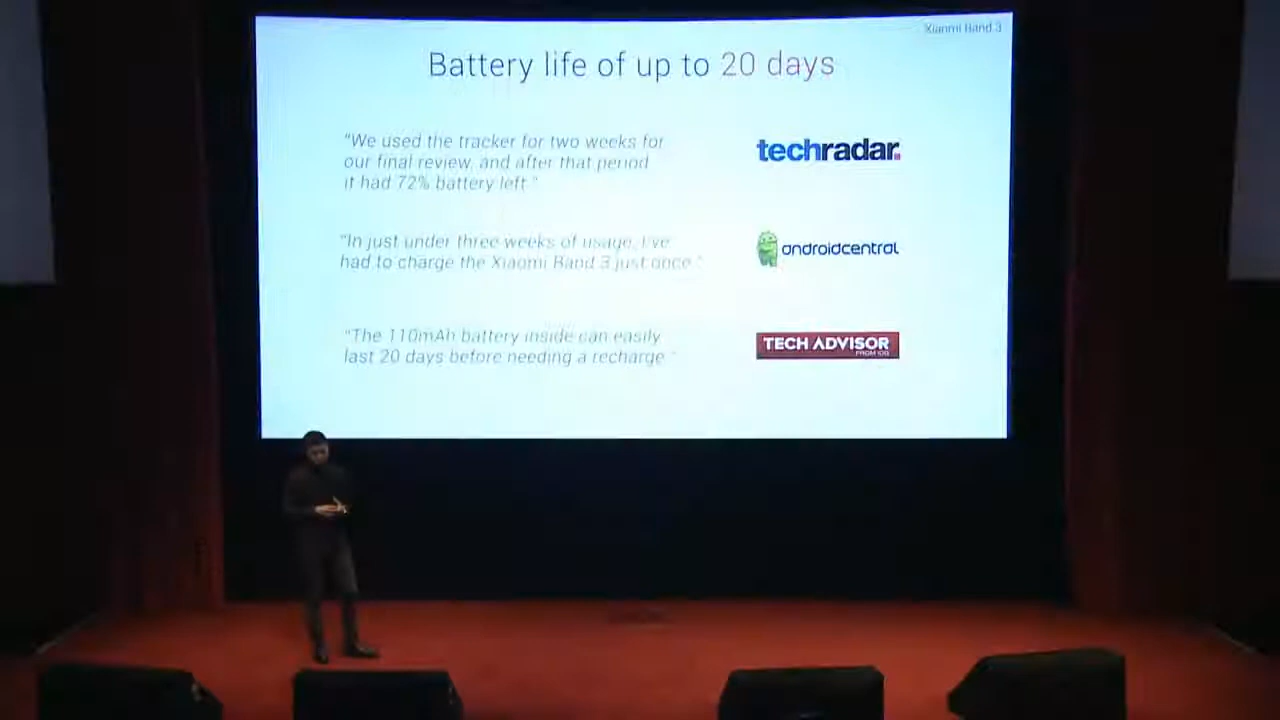 Xiaomi Band 3
Battery life of up to 20 days
"We used the tracker for two weeks for
our final review, and after that period
it had 72% battery left."
techradar.
"In just under three weeks of usage, I've
had to charge the Xiaomi Band 3 just once."
androidcentral
"The 110mAh battery inside can easily
last 20 days before needing a recharge."
TECH ADVISOR
FROM IDG